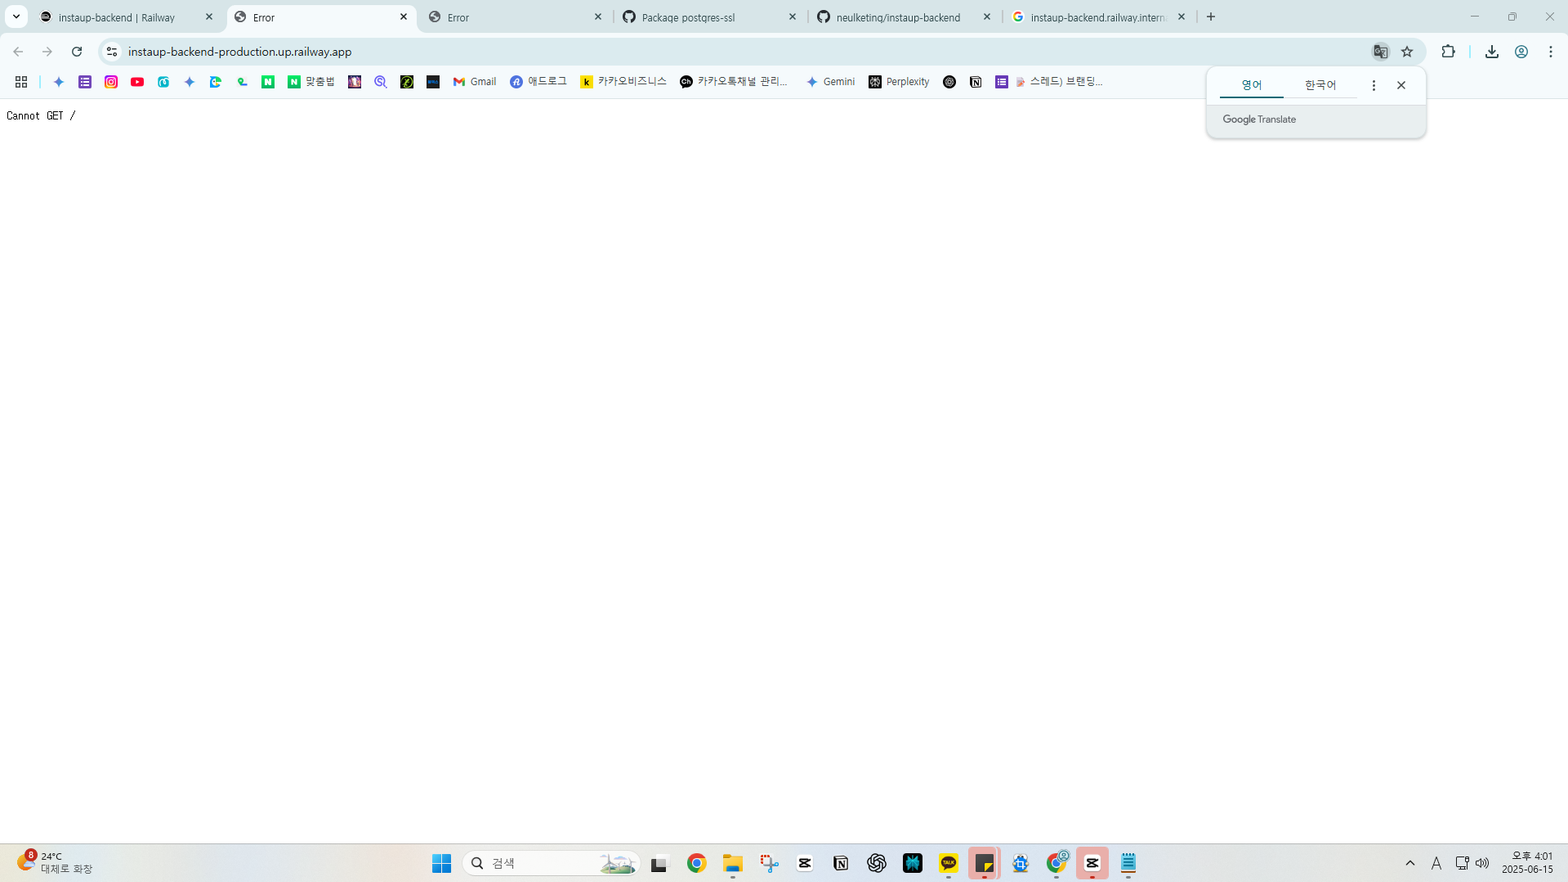 instaup-backend | Railway
Error
Error
Package postgres-ssl
neulketing/instaup-backend
instaup-backend.railway.intern
instaup-backend-production.up.railway.app
맞춤법
Gmail
애드로그
카카오비즈니스
카카오톡채널 관리...
Gemini
Perplexity
스레드) 브랜딩...
영어
한국어
Google Translate
Cannot GET /
8
24°C
대체로 화창
검색
TALK
A
오후 4:01
2025-06-15